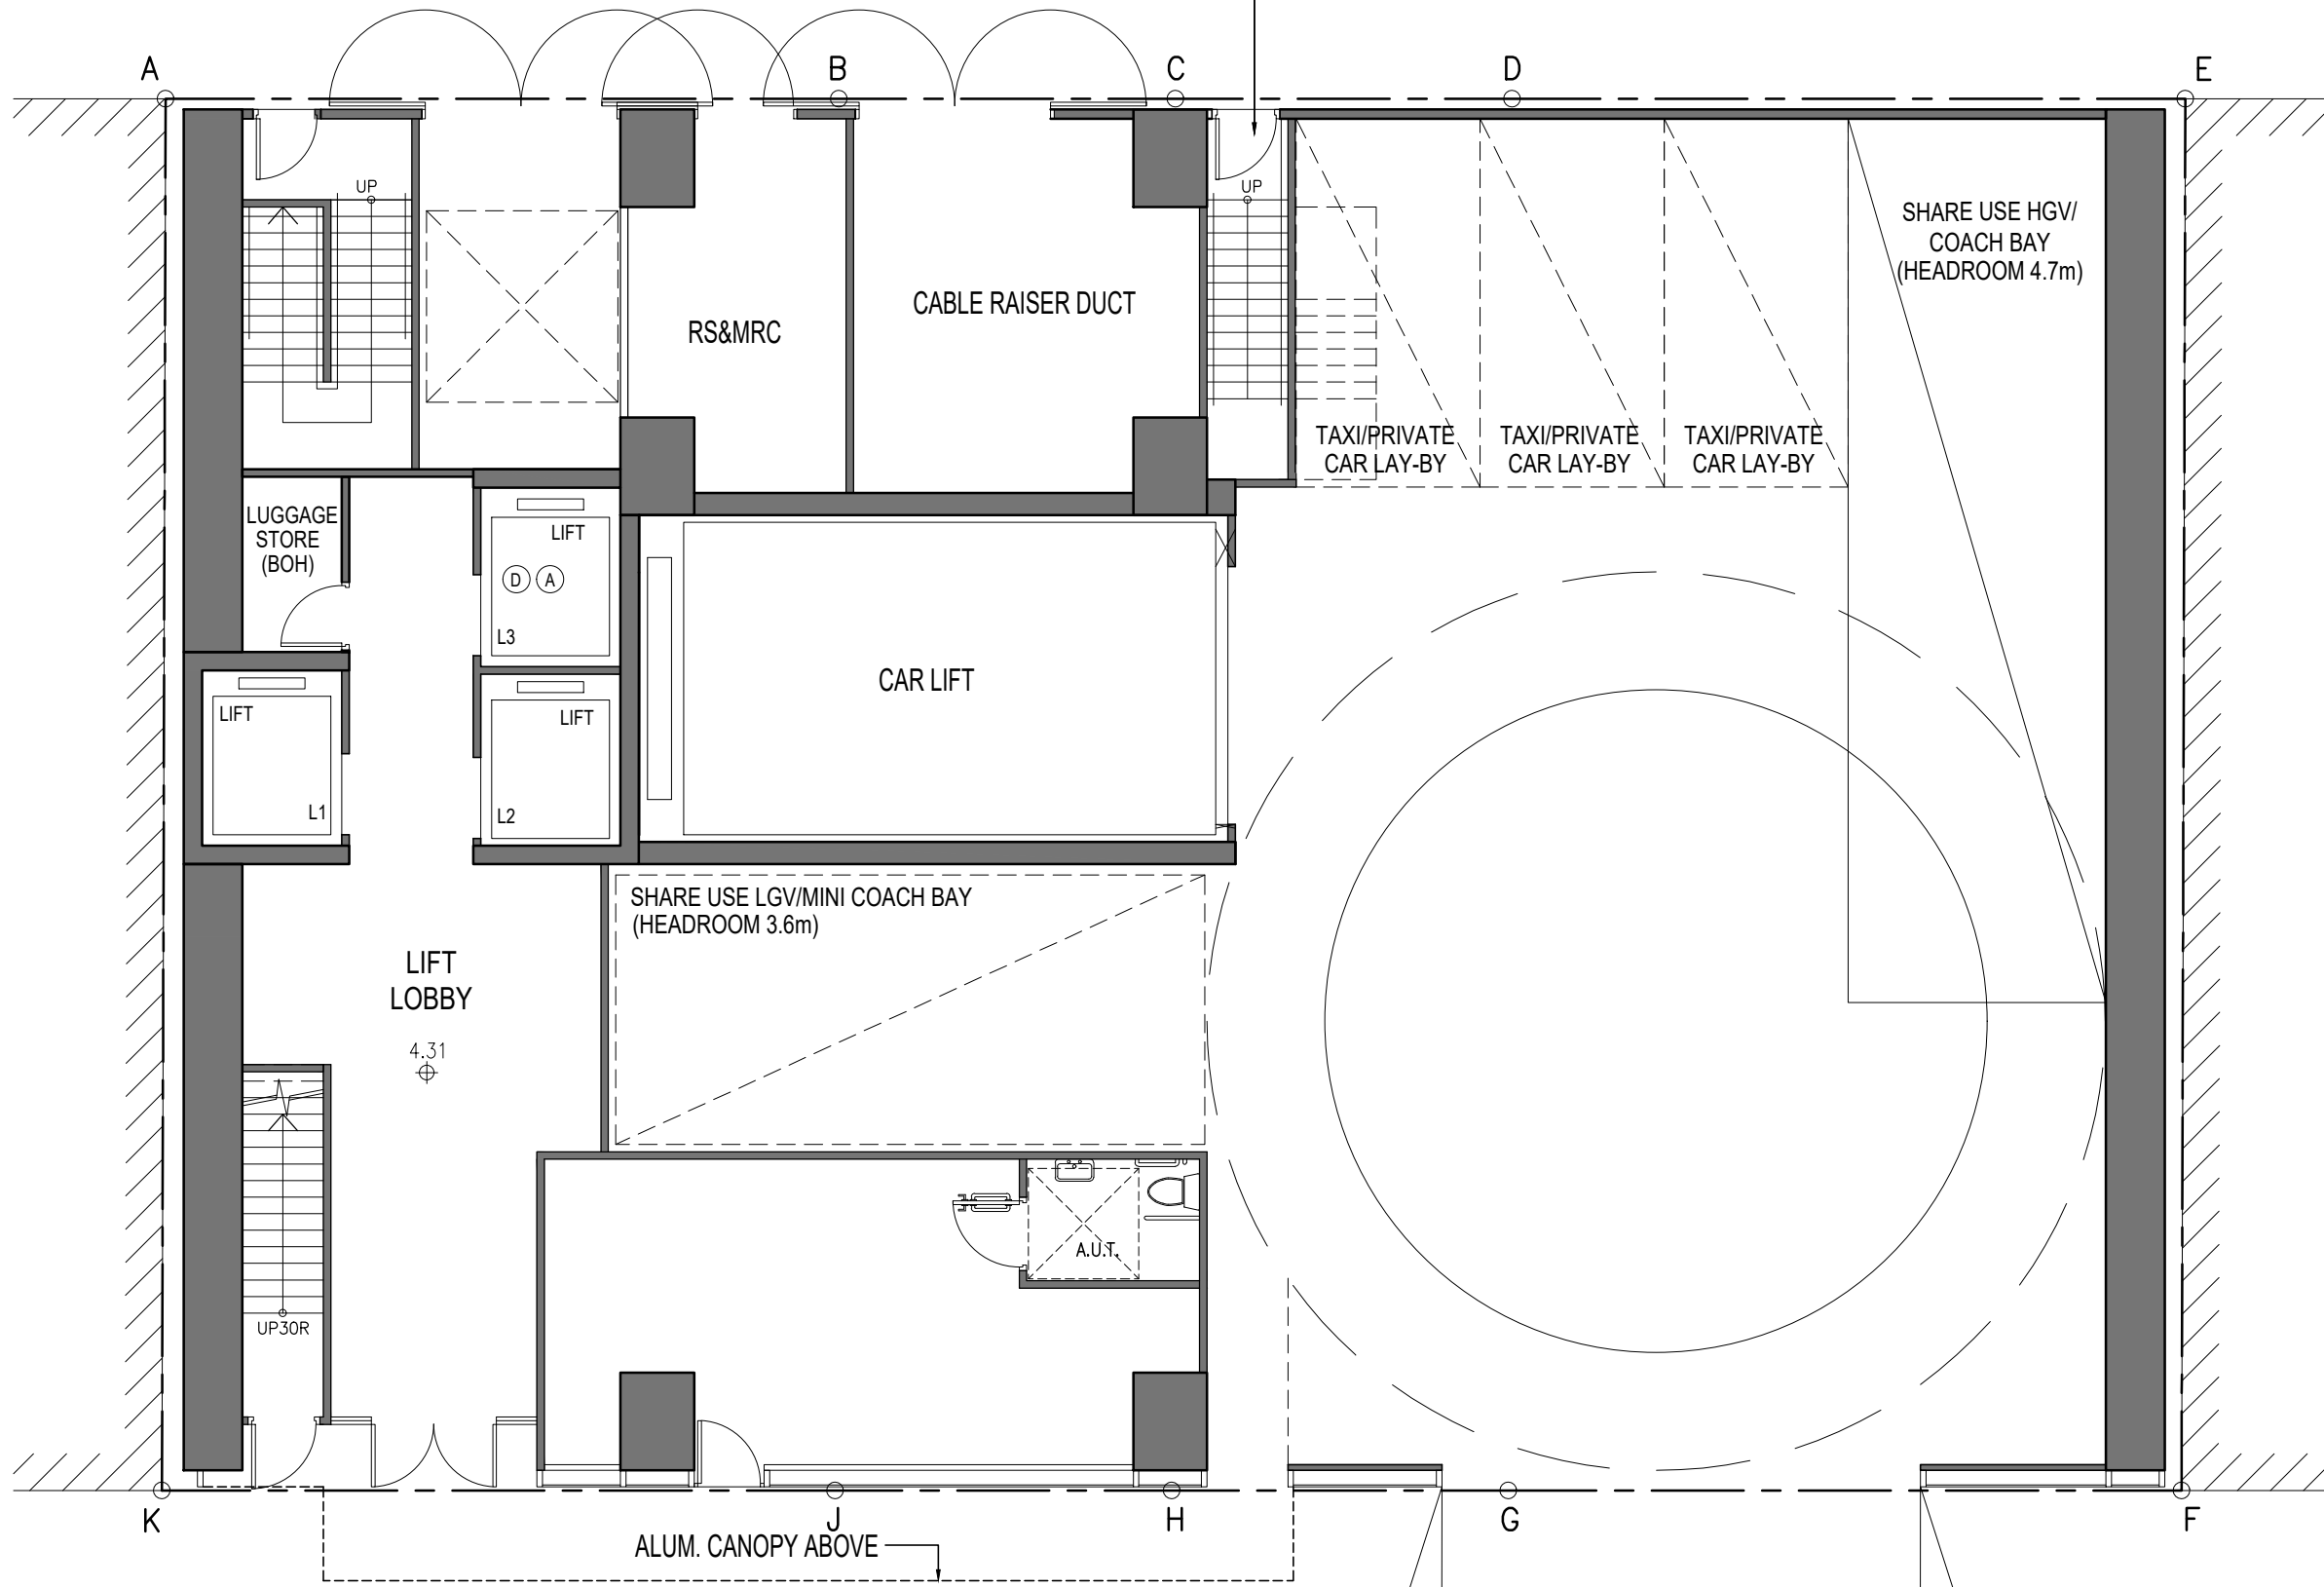 A
B
C
D
E
UP
UP
SHARE USE HGV/
COACH BAY
(HEADROOM 4.7m)
RS&MRC
CABLE RAISER DUCT
TAXI/PRIVATE
CAR LAY-BY
TAXI/PRIVATE
CAR LAY-BY
TAXI/PRIVATE
CAR LAY-BY
LUGGAGE
STORE
(BOH)
LIFT
D
A
L3
CAR LIFT
LIFT
L1
LIFT
L2
SHARE USE LGV/MINI COACH BAY
(HEADROOM 3.6m)
LIFT
LOBBY
4.31
A.U.T.
UP30R
K
J
H
G
F
ALUM. CANOPY ABOVE